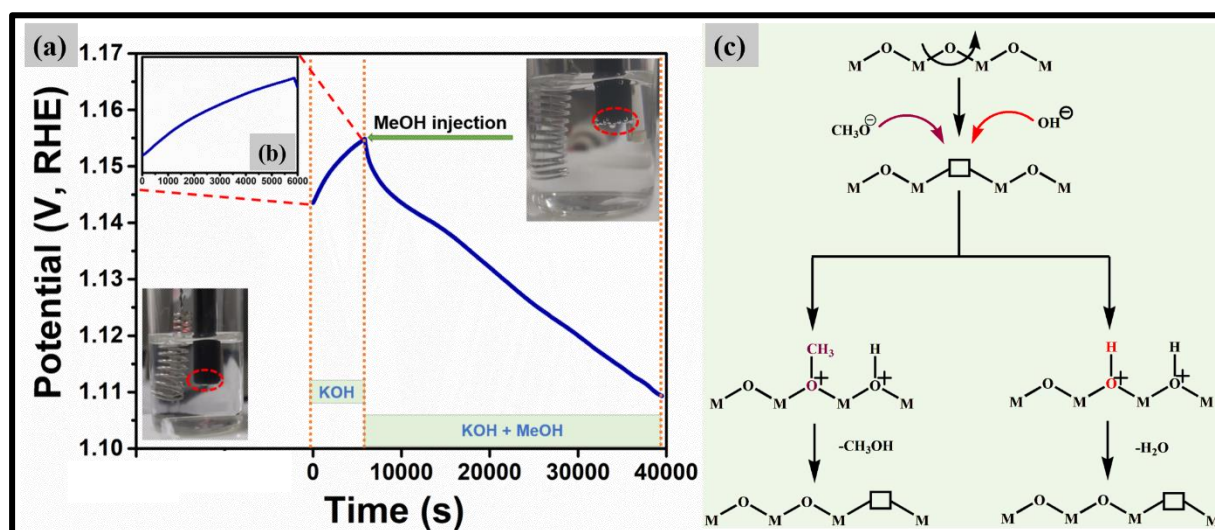 (a)
Potential (V, RHE)
1.17
1.16
1.15
1.14
1.13
1.12
1.11
1.10
(b)
0 1000 2000 3000 4000 5000 6000
MeOH injection
KOH
KOH + MeOH
0 10000 20000 30000 40000
Time (s)
(c)
O O O
M M M M
CH₃O⊖ OH⊖
O O
M M M M
CH₃ H
O O⁺ O⁺
M M M M
-CH₃OH
O O
M M M M
H H
O O⁺ O⁺
M M M M
-H₂O
O O
M M M M